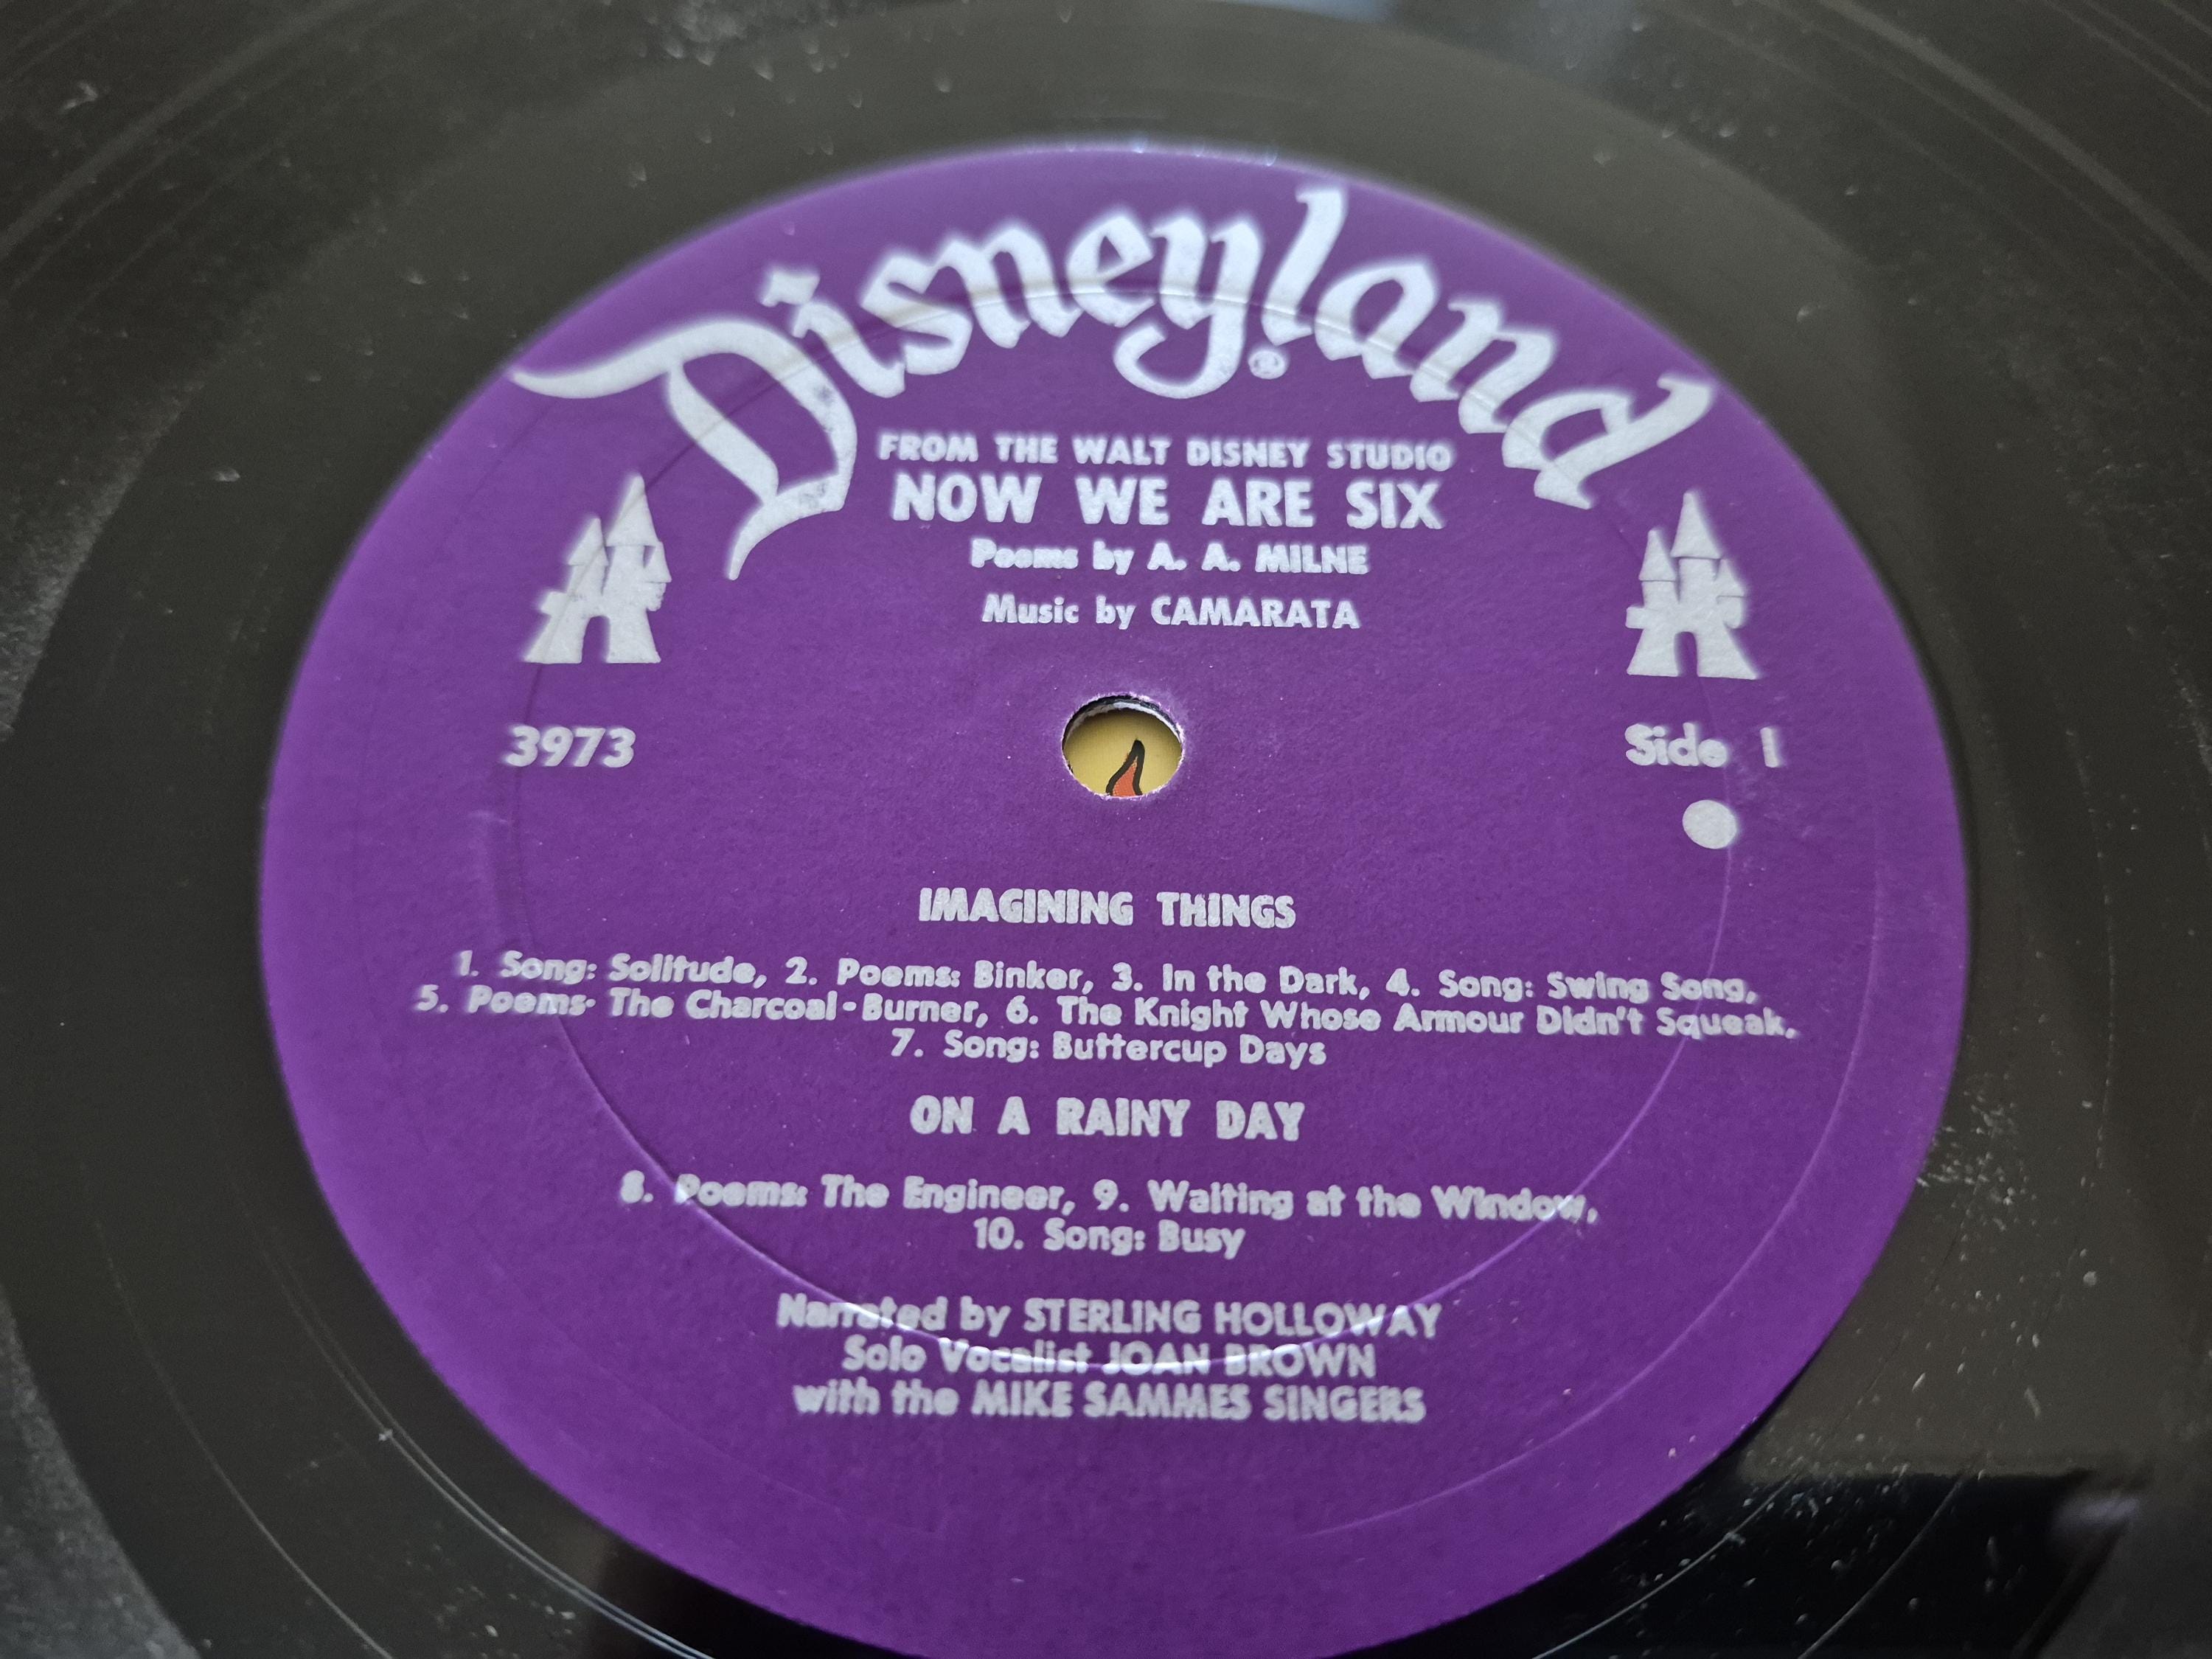 Disneyland®
FROM THE WALT DISNEY STUDIO
NOW WE ARE SIX
Poems by A. A. MILNE
Music by CAMARATA
3973
Side 1
IMAGINING THINGS
1. Song: Solitude, 2. Poems: Binker, 3. In the Dark, 4. Song: Swing Song,
5. Poems: The Charcoal-Burner, 6. The Knight Whose Armour Didn't Squeak,
7. Song: Buttercup Days
ON A RAINY DAY
8. Poems: The Engineer, 9. Waiting at the Window,
10. Song: Busy
Narrated by STERLING HOLLOWAY
Solo Vocalist JOAN BROWN
with the MIKE SAMMES SINGERS